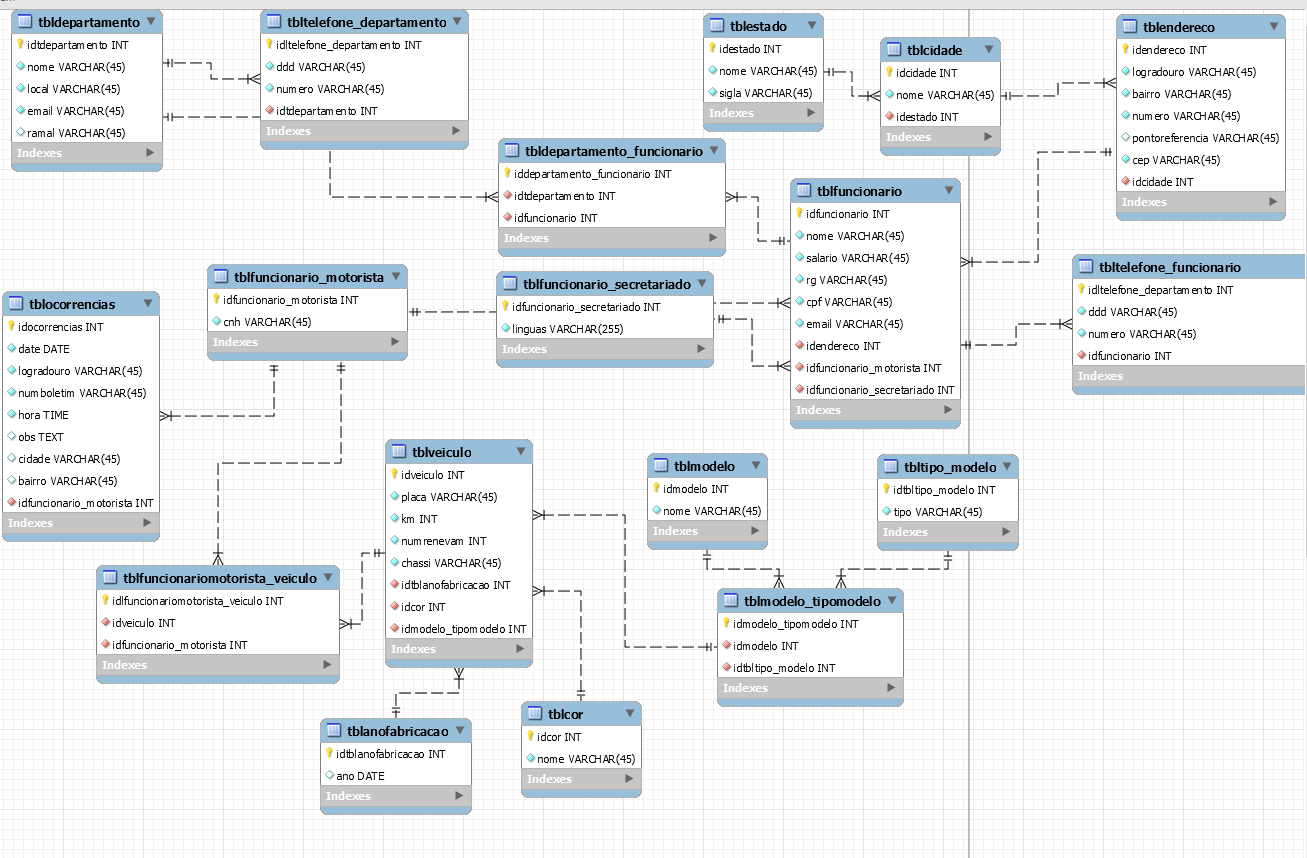 tbldepartamento
idtdepartamento INT
nome VARCHAR(45)
local VARCHAR(45)
email VARCHAR(45)
ramal VARCHAR(45)
Indexes
tbltelefone_departamento
idltelefone_departamento INT
ddd VARCHAR(45)
numero VARCHAR(45)
idtdepartamento INT
Indexes
tblestado
idestado INT
nome VARCHAR(45)
sigla VARCHAR(45)
Indexes
tblcidade
idcidade INT
nome VARCHAR(45)
idestado INT
Indexes
tblendereco
idendereco INT
logradouro VARCHAR(45)
bairro VARCHAR(45)
numero VARCHAR(45)
pontoreferencia VARCHAR(45)
cep VARCHAR(45)
idcidade INT
Indexes
tbldepartamento_funcionario
iddepartamento_funcionario INT
idtdepartamento INT
idfuncionario INT
Indexes
tblfuncionario
idfuncionario INT
nome VARCHAR(45)
salario VARCHAR(45)
rg VARCHAR(45)
cpf VARCHAR(45)
email VARCHAR(45)
idendereco INT
idfuncionario_motorista INT
idfuncionario_secretariado INT
Indexes
tbltelefone_funcionario
idltelefone_departamento INT
ddd VARCHAR(45)
numero VARCHAR(45)
idfuncionario INT
Indexes
tblfuncionario_motorista
idfuncionario_motorista INT
cnh VARCHAR(45)
Indexes
tblfuncionario_secretariado
idfuncionario_secretariado INT
linguas VARCHAR(255)
Indexes
tblocorrencias
idocorrencias INT
date DATE
logradouro VARCHAR(45)
numboletim VARCHAR(45)
hora TIME
obs TEXT
cidade VARCHAR(45)
bairro VARCHAR(45)
idfuncionario_motorista INT
Indexes
tblveiculo
idveiculo INT
placa VARCHAR(45)
km INT
numrenevam INT
chassi VARCHAR(45)
idtblanofabricacao INT
idcor INT
idmodelo_tipomodelo INT
Indexes
tblmodelo
idmodelo INT
nome VARCHAR(45)
Indexes
tbltipo_modelo
idtbltipo_modelo INT
tipo VARCHAR(45)
Indexes
tblfuncionariomotorista_veiculo
idlfuncionariomotorista_veiculo INT
idveiculo INT
idfuncionario_motorista INT
Indexes
tblmodelo_tipomodelo
idmodelo_tipomodelo INT
idmodelo INT
idtbltipo_modelo INT
Indexes
tblanofabricacao
idtblanofabricacao INT
ano DATE
Indexes
tblcor
idcor INT
nome VARCHAR(45)
Indexes